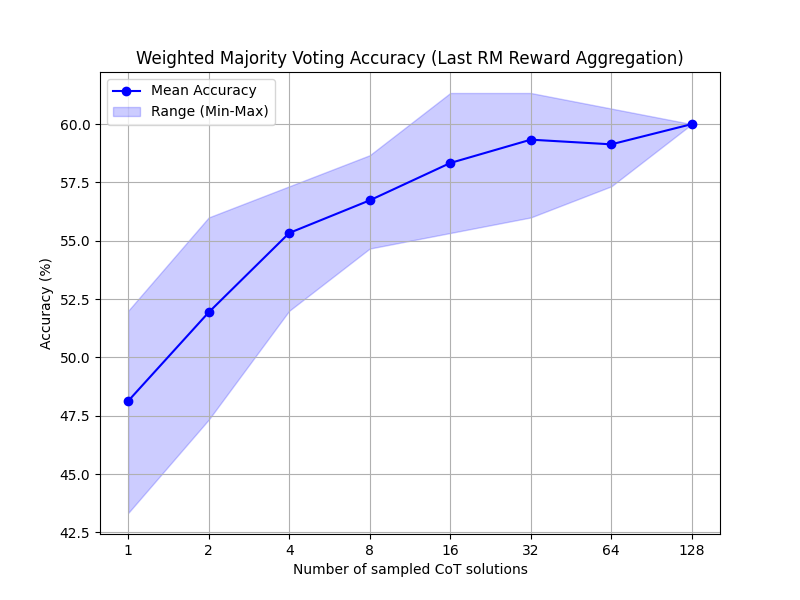 Weighted Majority Voting Accuracy (Last RM Reward Aggregation)
Mean Accuracy
Range (Min-Max)
Accuracy (%)
60.0
57.5
55.0
52.5
50.0
47.5
45.0
42.5
1 2 4 8 16 32 64 128
Number of sampled CoT solutions